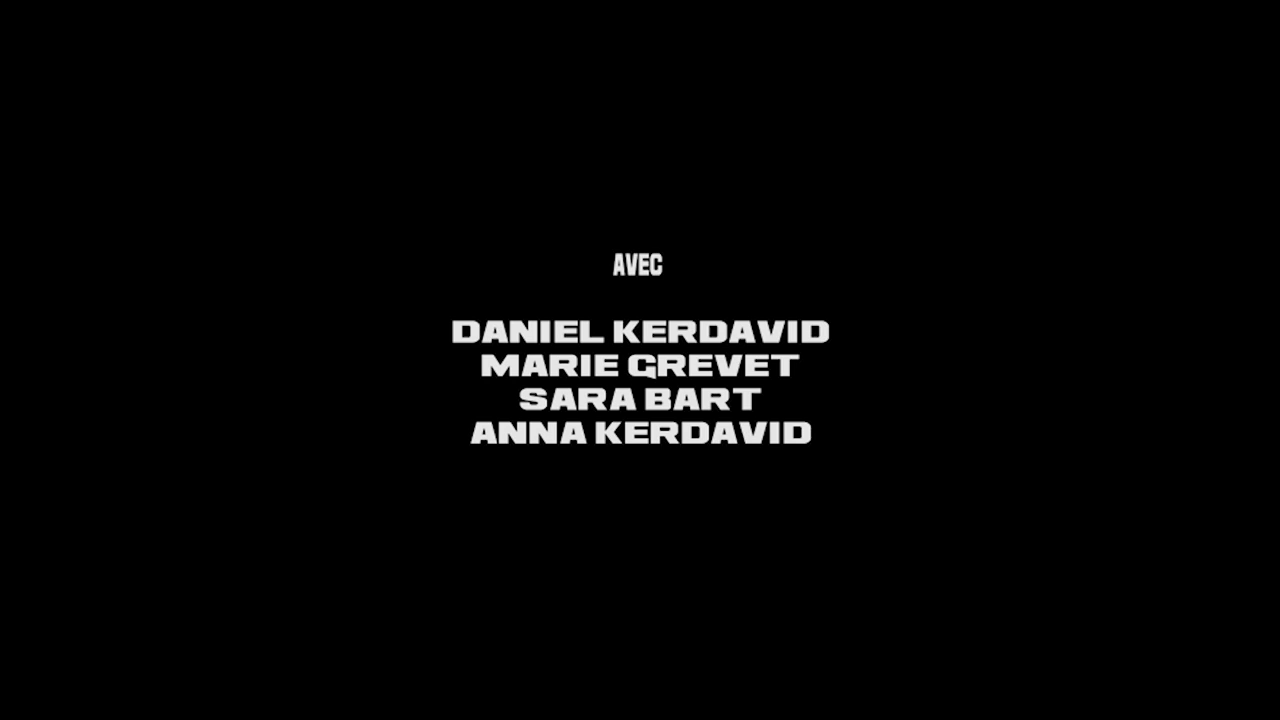 AVEC
DANIEL KERDAVID
MARIE GREVET
SARA BART
ANNA KERDAVID